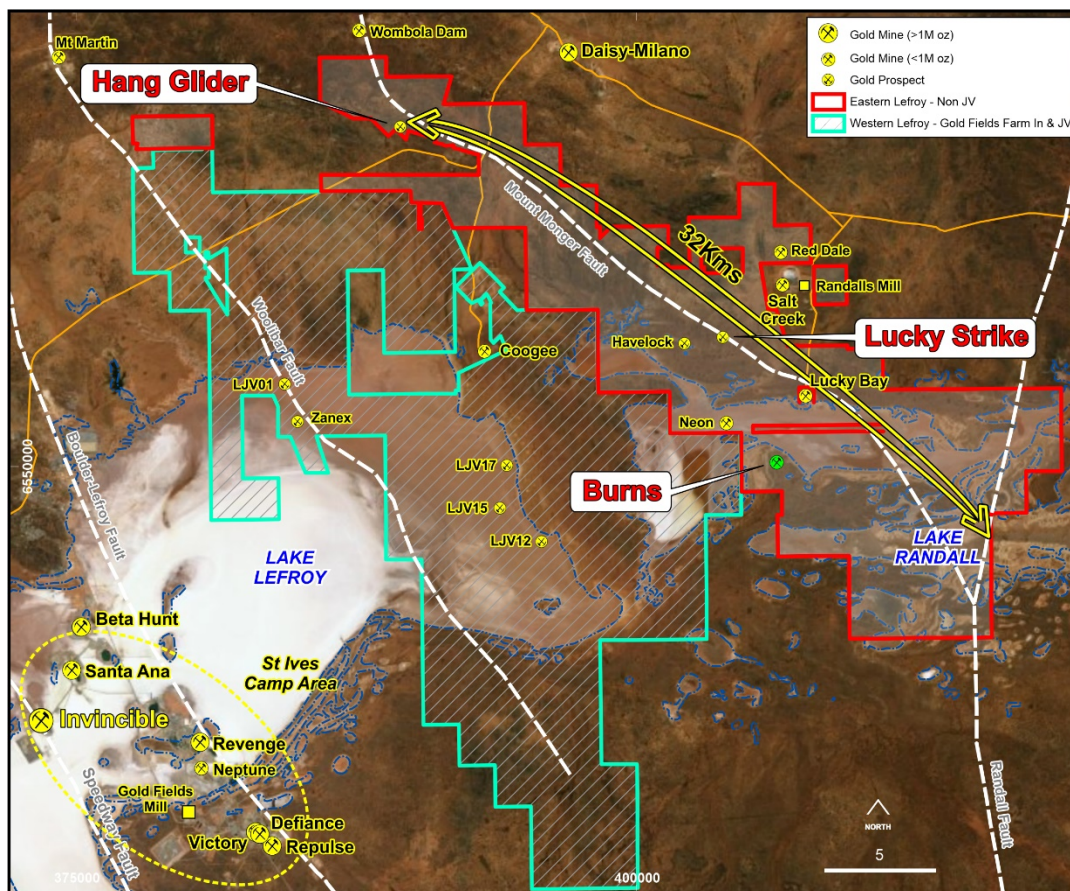 Mt Martin
Wombola Dam
Daisy-Milano
Hang Glider
Gold Mine (>1M oz)
Gold Mine (<1M oz)
Gold Prospect
Eastern Lefroy - Non JV
Western Lefroy - Gold Fields Farm In & JV
Mount Monger Fault
32Kms
Red Dale
Randalls Mill
Salt
Creek
Woolibar Fault
Havelock
Lucky Strike
Coogee
LJV01
Lucky Bay
Zanex
Neon
Boulder-Lefroy Fault
6550000
LJV17
Burns
LJV15
LJV12
LAKE
LEFROY
LAKE
RANDALL
Beta Hunt
Santa Ana
St Ives
Camp Area
Invincible
Revenge
Neptune
Gold Fields
Mill
Speedway Fault
Defiance
Victory
Repulse
Randall Fault
NORTH
5
375000
400000